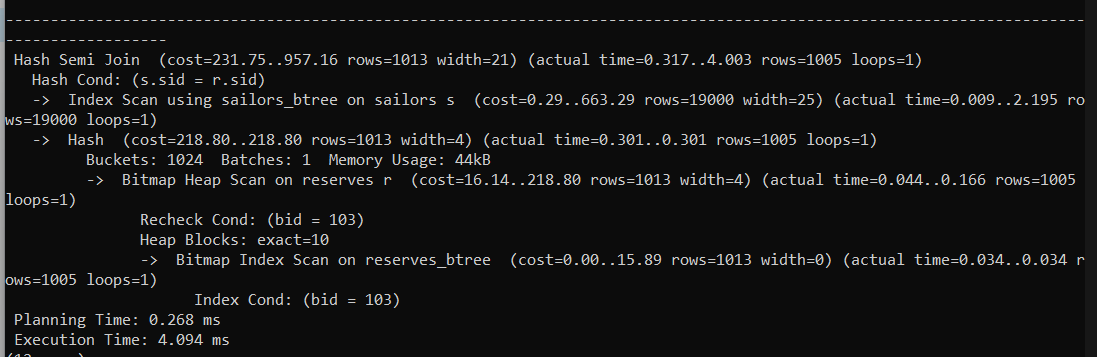 --------------------------------------------------------------------------------------------------------------------------
------------------
 Hash Semi Join  (cost=231.75..957.16 rows=1013 width=21) (actual time=0.317..4.003 rows=1005 loops=1)
   Hash Cond: (s.sid = r.sid)
   ->  Index Scan using sailors_btree on sailors s  (cost=0.29..663.29 rows=19000 width=25) (actual time=0.009..2.195 ro
ws=19000 loops=1)
   ->  Hash  (cost=218.80..218.80 rows=1013 width=4) (actual time=0.301..0.301 rows=1005 loops=1)
         Buckets: 1024  Batches: 1  Memory Usage: 44kB
         ->  Bitmap Heap Scan on reserves r  (cost=16.14..218.80 rows=1013 width=4) (actual time=0.044..0.166 rows=1005
loops=1)
               Recheck Cond: (bid = 103)
               Heap Blocks: exact=10
               ->  Bitmap Index Scan on reserves_btree  (cost=0.00..15.89 rows=1013 width=0) (actual time=0.034..0.034 r
ows=1005 loops=1)
                     Index Cond: (bid = 103)
 Planning Time: 0.268 ms
 Execution Time: 4.094 ms